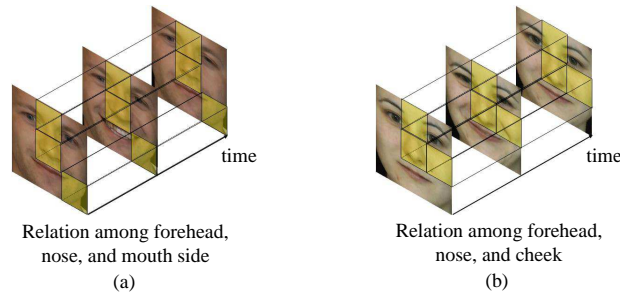 time
Relation among forehead,
nose, and mouth side
(a)
time
Relation among forehead,
nose, and cheek
(b)